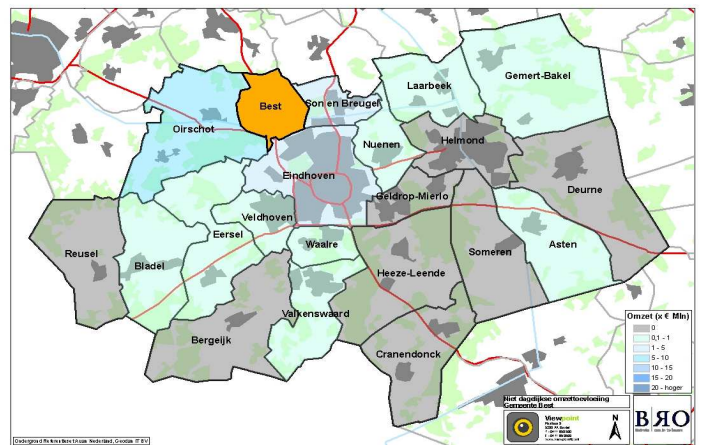 Best
Son en Breugel
Laarbeek
Gemert-Bakel
Oirschot
Nuenen
Helmond
Eindhoven
Deurne
Geldrop-Mierlo
Veldhoven
Eersel
Reusel
Bladel
Waalre
Someren
Asten
Heeze-Leende
Valkenswaard
Bergeijk
Cranendonck
Omzet (x € Mln)
0
0,1 - 1
1 - 5
5 - 10
10 - 15
15 - 20
20 - hoger
Niet dagdijkse omzettoevloeiing
Gemeente Best
Viewpoint
N
BRO